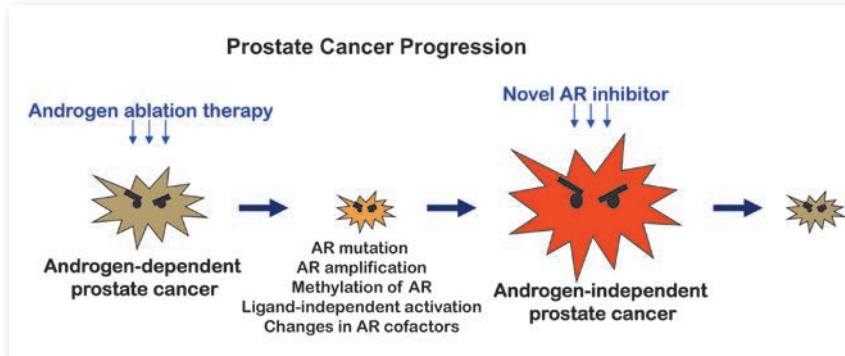 Prostate Cancer Progression
Androgen ablation therapy
Novel AR inhibitor
Androgen-dependent
prostate cancer
AR mutation
AR amplification
Methylation of AR
Ligand-independent activation
Changes in AR cofactors
Androgen-independent
prostate cancer